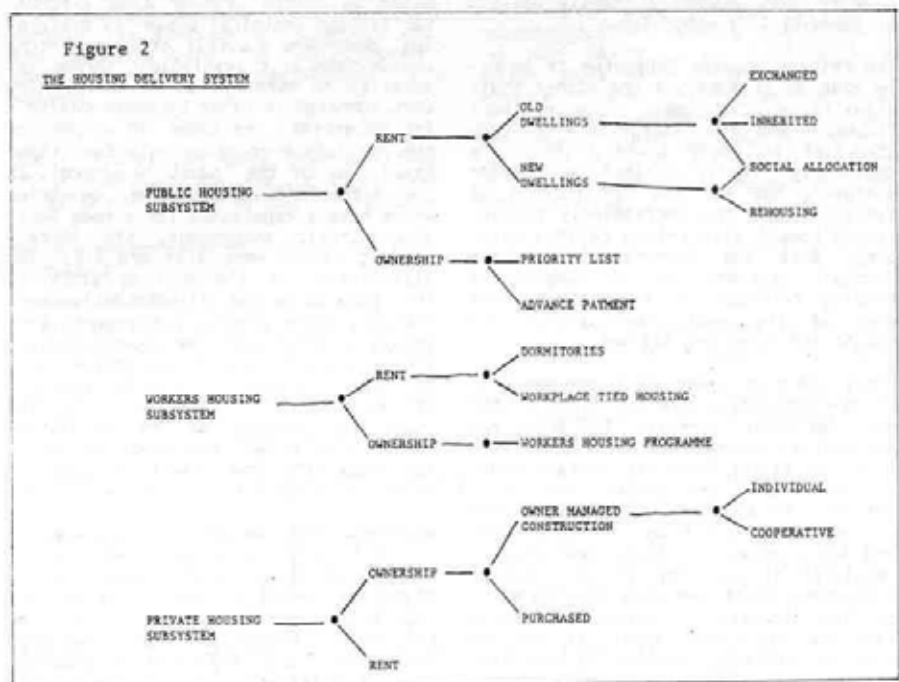 Figure 2
THE HOUSING DELIVERY SYSTEM
EXCHANGED
OLD
RENT
DWELLINGS
INHERITED
NEW
SOCIAL ALLOCATION
DWELLINGS
PUBLIC HOUSING
SUBSYSTEM
REHOUSING
OWNERSHIP
PRIORITY LIST
ADVANCE PAYMENT
DORMITORIES
RENT
WORKERS HOUSING
SUBSYSTEM
WORKPLACE TIED HOUSING
OWNERSHIP
WORKERS HOUSING PROGRAMME
INDIVIDUAL
OWNER MANAGED
CONSTRUCTION
COOPERATIVE
OWNERSHIP
PRIVATE HOUSING
SUBSYSTEM
PURCHASED
RENT